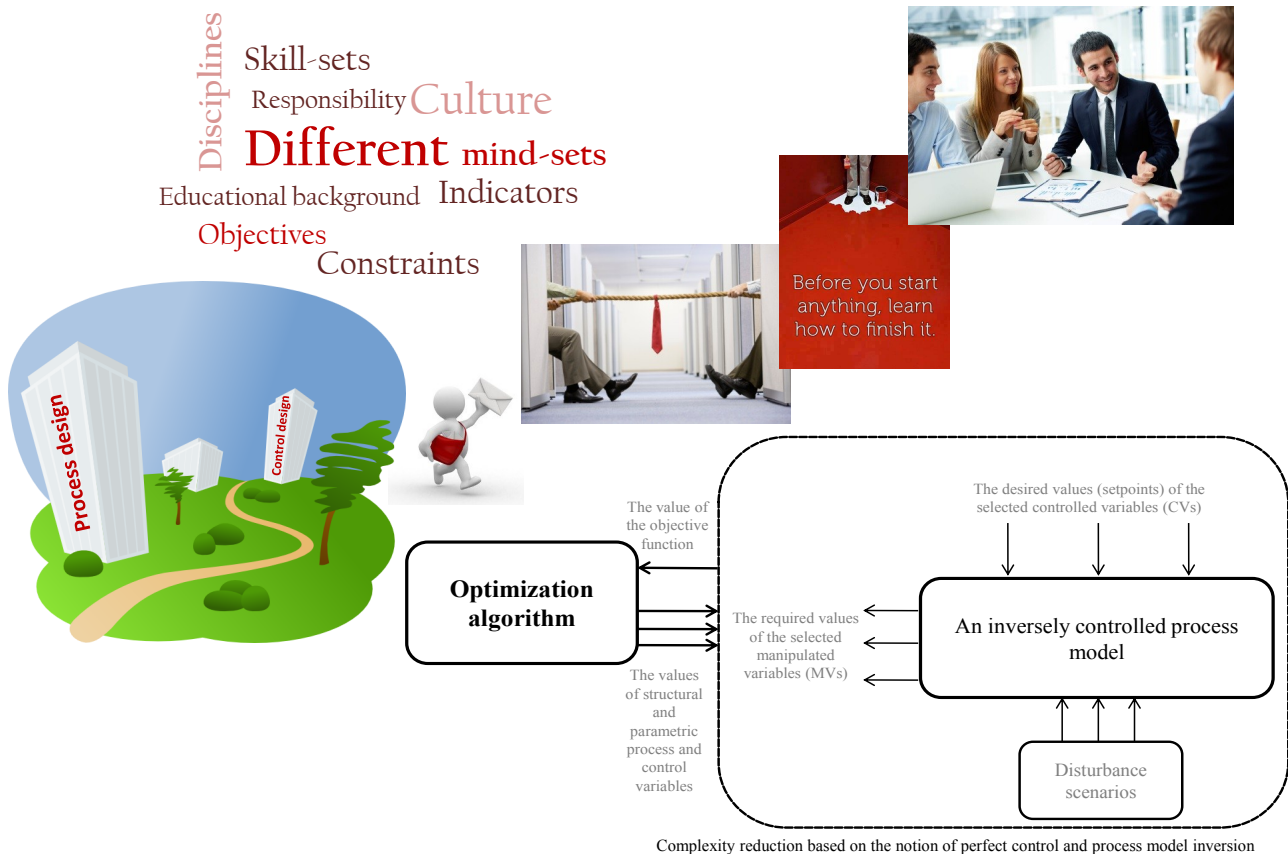 Disciplines
Skill-sets
Responsibility Culture
Different mind-sets
Educational background Indicators
Objectives
Constraints
Before you start
anything, learn
how to finish it.
Process design
Control design
The value of
the objective
function
Optimization
algorithm
The values
of structural
and
parametric
process and
control
variables
The desired values (setpoints) of the
selected controlled variables (CVs)
The required values
of the selected
manipulated
variables (MVs)
An inversely controlled process
model
Disturbance
scenarios
Complexity reduction based on the notion of perfect control and process model inversion